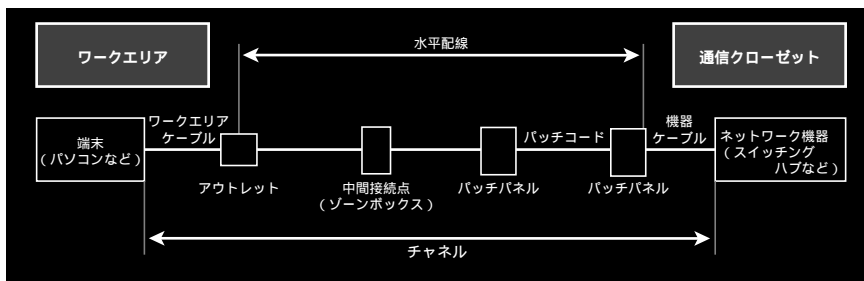 ワークエリア
水平配線
通信クローゼット
端末
(パソコンなど)
ワークエリア
ケーブル
アウトレット
中間接続点
(ゾーンボックス)
パッチパネル
パッチコード
パッチパネル
機器
ケーブル
ネットワーク機器
(スイッチング
ハブなど)
チャネル